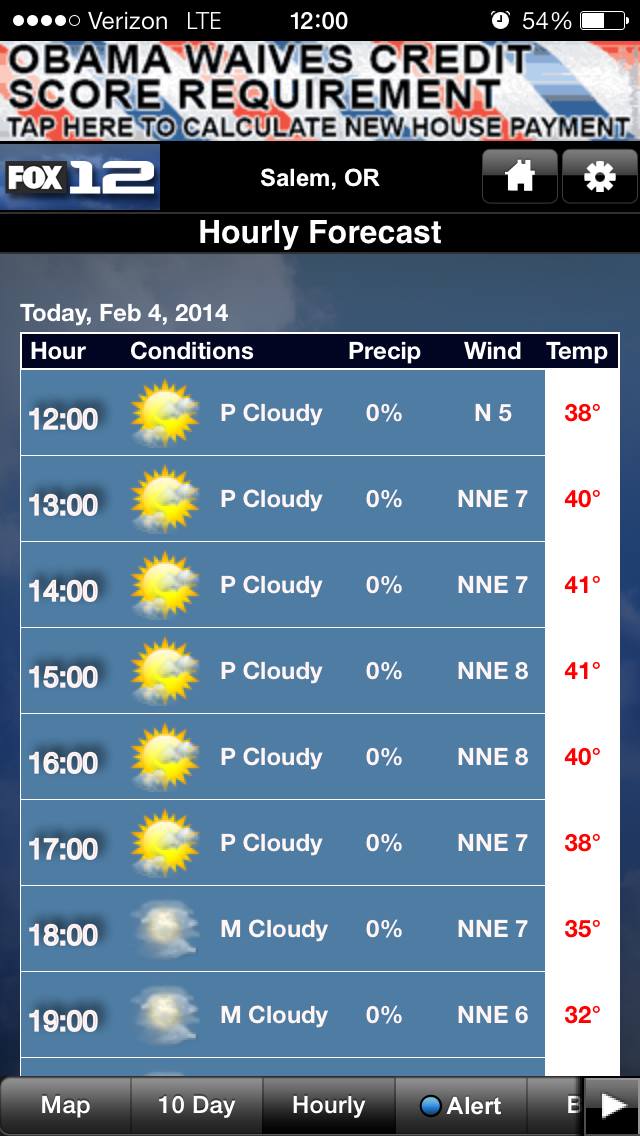 Verizon LTE 12:00 54%
OBAMA WAIVES CREDIT
SCORE REQUIREMENT
TAP HERE TO CALCULATE NEW HOUSE PAYMENT
FOX 12 Salem, OR
Hourly Forecast
Today, Feb 4, 2014
Hour Conditions Precip Wind Temp
12:00 P Cloudy 0% N 5 38°
13:00 P Cloudy 0% NNE 7 40°
14:00 P Cloudy 0% NNE 7 41°
15:00 P Cloudy 0% NNE 8 41°
16:00 P Cloudy 0% NNE 8 40°
17:00 P Cloudy 0% NNE 7 38°
18:00 M Cloudy 0% NNE 7 35°
19:00 M Cloudy 0% NNE 6 32°
Map 10 Day Hourly Alert